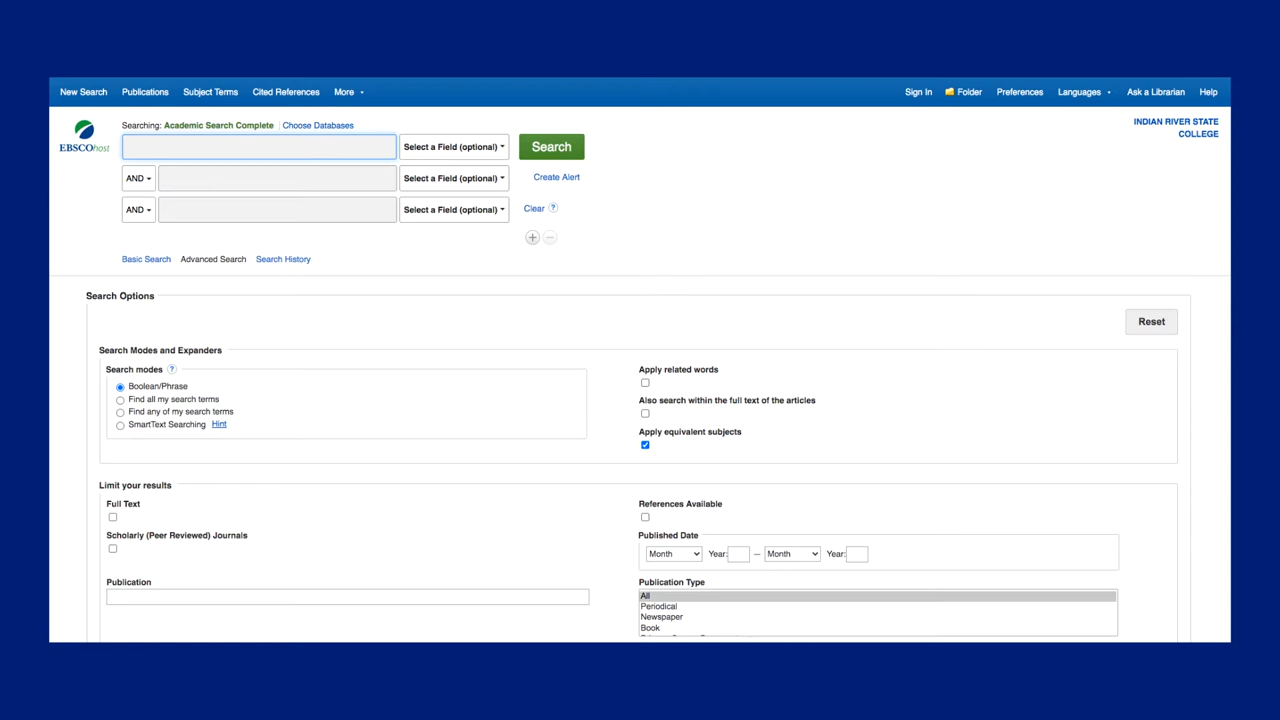 New Search Publications Subject Terms Cited References More Sign In Folder Preferences Languages Ask a Librarian Help
Searching: Academic Search Complete Choose Databases
INDIAN RIVER STATE
COLLEGE
EBSCOhost
Select a Field (optional) Search
AND Select a Field (optional) Create Alert
AND Select a Field (optional) Clear ?
Basic Search Advanced Search Search History
Search Options
Reset
Search Modes and Expanders
Search modes ?
Boolean/Phrase
Find all my search terms
Find any of my search terms
SmartText Searching Hint
Apply related words
Also search within the full text of the articles
Apply equivalent subjects
Limit your results
Full Text
Scholarly (Peer Reviewed) Journals
Publication
References Available
Published Date
Month Year: – Month Year:
Publication Type
All
Periodical
Newspaper
Book